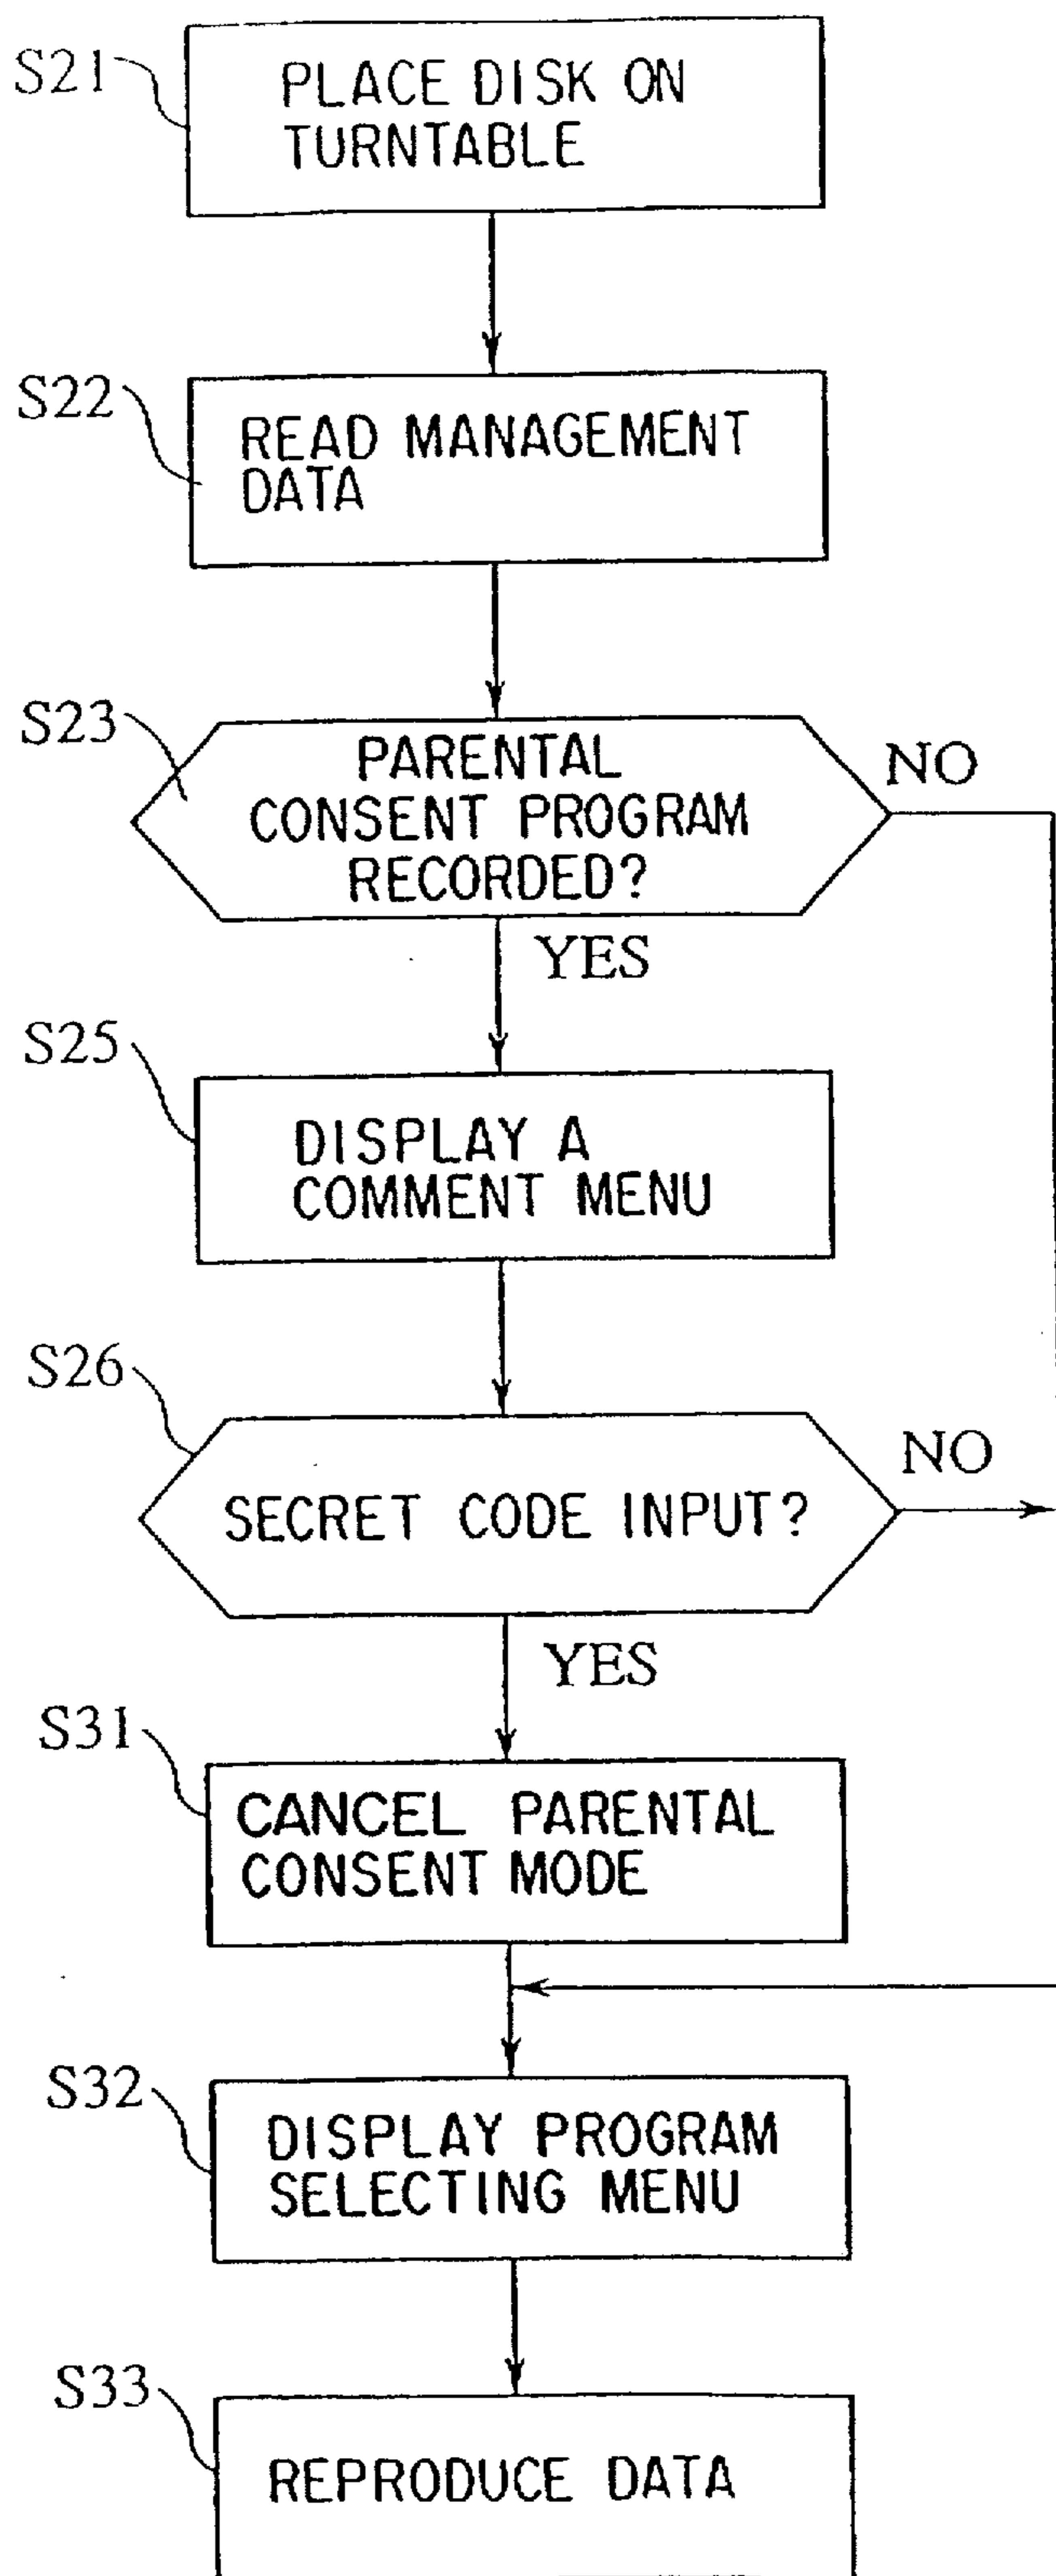 S21
PLACE DISK ON
TURNTABLE
S22
READ MANAGEMENT
DATA
S23
PARENTAL
CONSENT PROGRAM
RECORDED?
NO
YES
S25
DISPLAY A
COMMENT MENU
S26
SECRET CODE INPUT?
NO
YES
S31
CANCEL PARENTAL
CONSENT MODE
S32
DISPLAY PROGRAM
SELECTING MENU
S33
REPRODUCE DATA